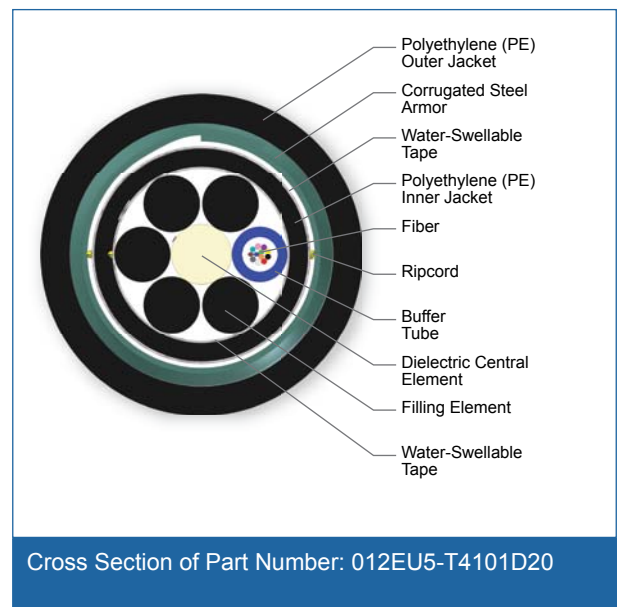 Polyethylene (PE)
Outer Jacket
Corrugated Steel
Armor
Water-Swellable
Tape
Polyethylene (PE)
Inner Jacket
Fiber
Ripcord
Buffer
Tube
Dielectric Central
Element
Filling Element
Water-Swellable
Tape
Cross Section of Part Number: 012EU5-T4101D20